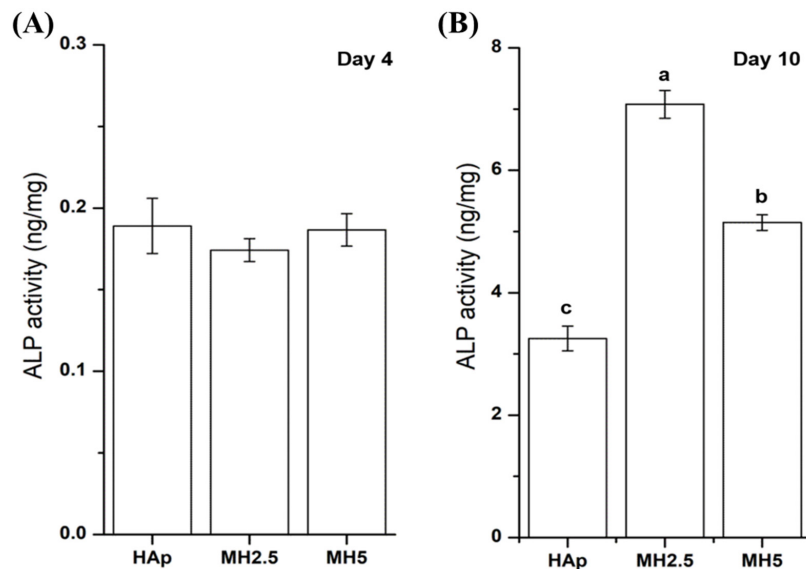 (A)
Day 4
ALP activity (ng/mg)
0.3
0.2
0.1
0.0
HAp MH2.5 MH5
(B)
Day 10
ALP activity (ng/mg)
8
6
4
2
0
c
a
b
HAp MH2.5 MH5